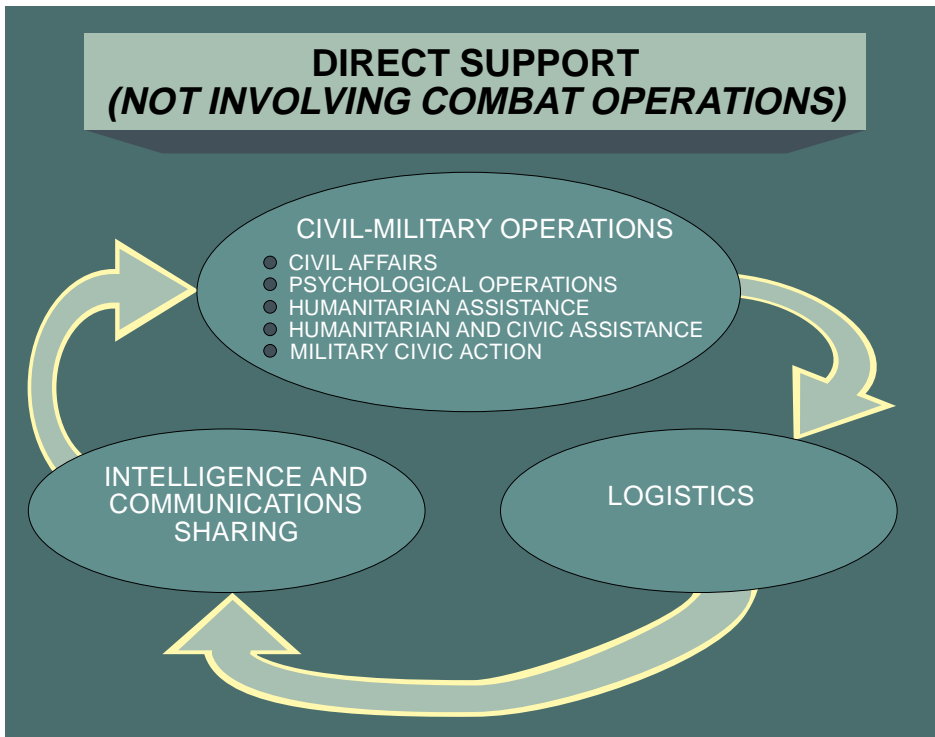 DIRECT SUPPORT
(NOT INVOLVING COMBAT OPERATIONS)
CIVIL-MILITARY OPERATIONS
CIVIL AFFAIRS
PSYCHOLOGICAL OPERATIONS
HUMANITARIAN ASSISTANCE
HUMANITARIAN AND CIVIC ASSISTANCE
MILITARY CIVIC ACTION
INTELLIGENCE AND
COMMUNICATIONS
SHARING
LOGISTICS